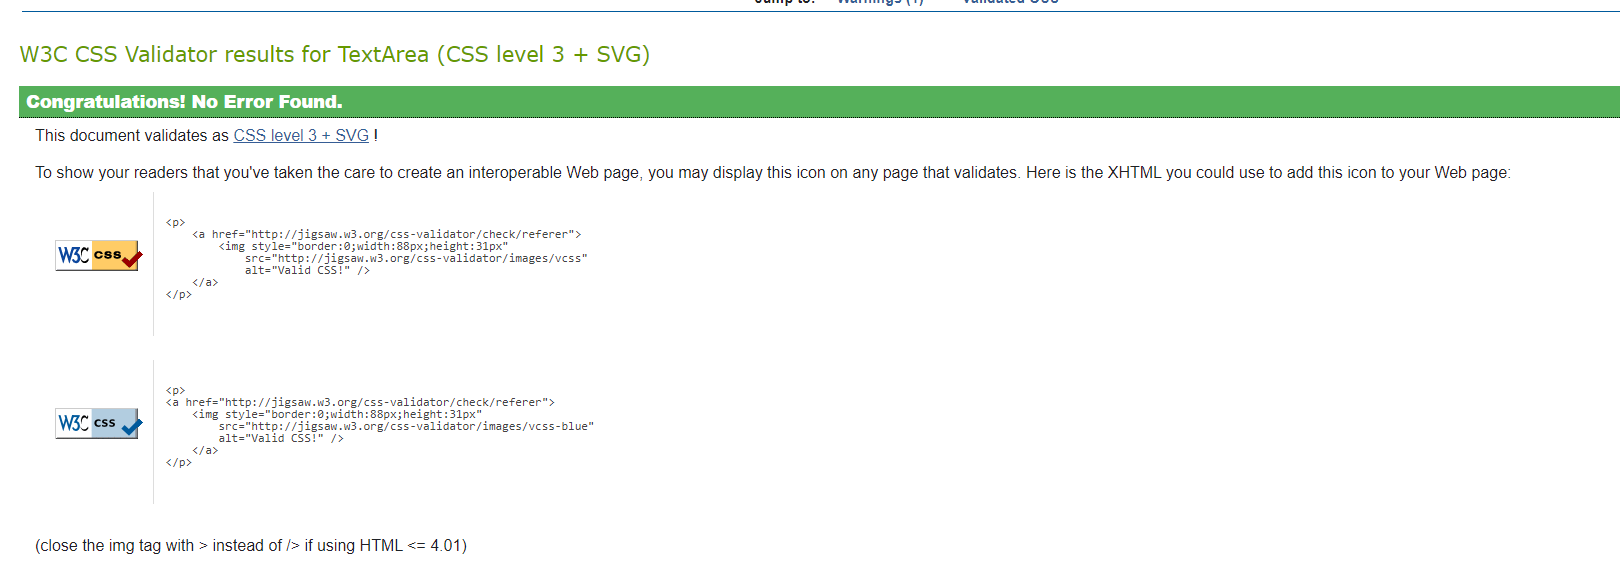 Jump to: Warnings (1) Validated CSS
W3C CSS Validator results for TextArea (CSS level 3 + SVG)
Congratulations! No Error Found.
This document validates as CSS level 3 + SVG !
To show your readers that you've taken the care to create an interoperable Web page, you may display this icon on any page that validates. Here is the XHTML you could use to add this icon to your Web page:
<p>
<a href="http://jigsaw.w3.org/css-validator/check/referer">
<img style="border:0;width:88px;height:31px"
W3C css
src="http://jigsaw.w3.org/css-validator/images/vcss"
alt="Valid CSS!" />
</a>
</p>
<p>
<a href="http://jigsaw.w3.org/css-validator/check/referer">
<img style="border:0;width:88px;height:31px"
W3C css
src="http://jigsaw.w3.org/css-validator/images/vcss-blue"
alt="Valid CSS!" />
</a>
</p>
(close the img tag with > instead of /> if using HTML <= 4.01)